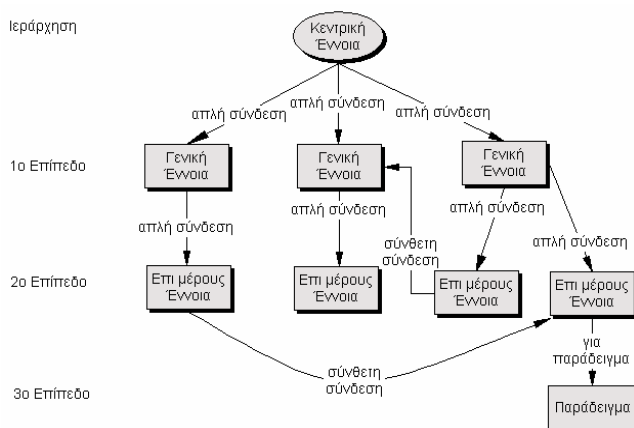 Ιεράρχηση
Κεντρική
Έννοια
απλή σύνδεση
απλή σύνδεση
απλή σύνδεση
1ο Επίπεδο
Γενική
Έννοια
Γενική
Έννοια
Γενική
Έννοια
απλή σύνδεση
απλή σύνδεση
απλή σύνδεση
απλή σύνδεση
σύνθετη
σύνδεση
2ο Επίπεδο
Επι μέρους
Έννοια
Επι μέρους
Έννοια
Επι μέρους
Έννοια
Επι μέρους
Έννοια
σύνθετη
σύνδεση
για
παράδειγμα
3ο Επίπεδο
Παράδειγμα